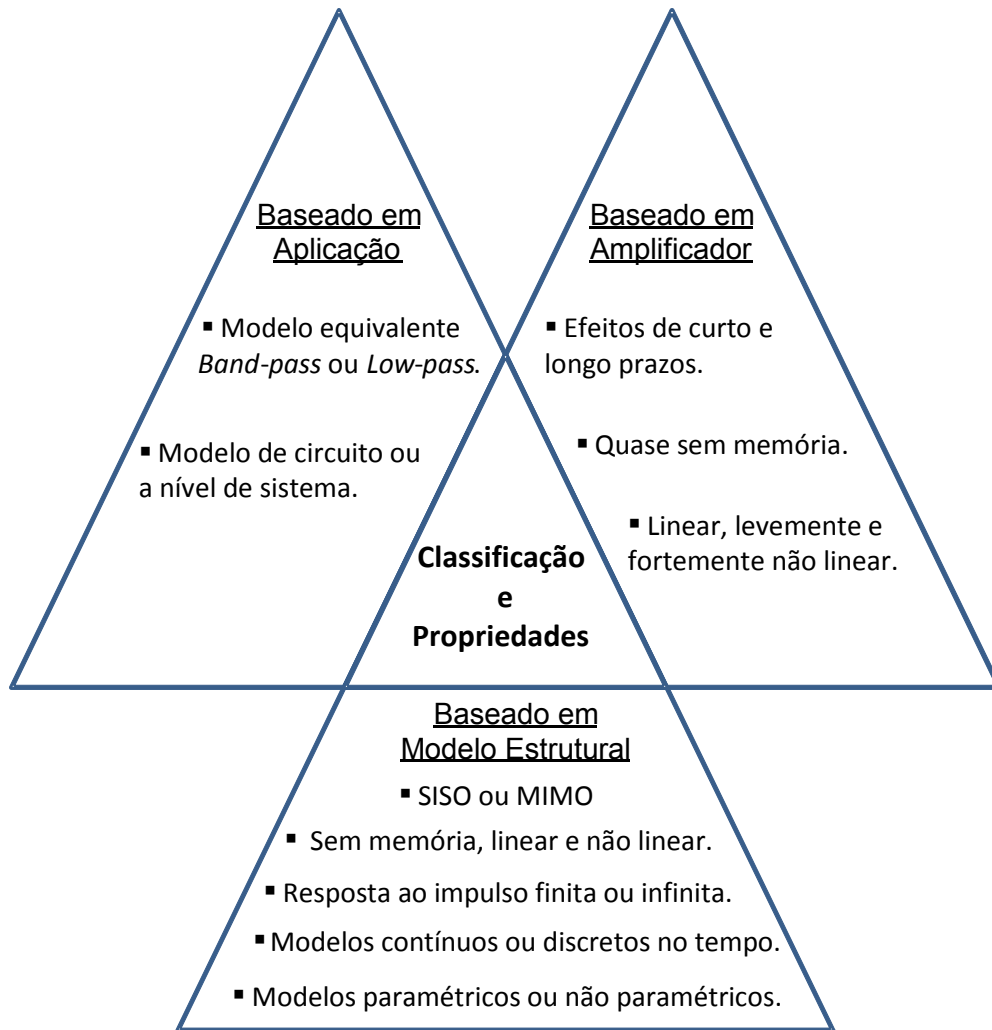 Baseado em
Aplicação
▪ Modelo equivalente
Band-pass ou Low-pass.
▪ Modelo de circuito ou
a nível de sistema.
Baseado em
Amplificador
▪ Efeitos de curto e
longo prazos.
▪ Quase sem memória.
▪ Linear, levemente e
fortemente não linear.
Classificação
e
Propriedades
Baseado em
Modelo Estrutural
▪ SISO ou MIMO
▪ Sem memória, linear e não linear.
▪ Resposta ao impulso finita ou infinita.
▪ Modelos contínuos ou discretos no tempo.
▪ Modelos paramétricos ou não paramétricos.